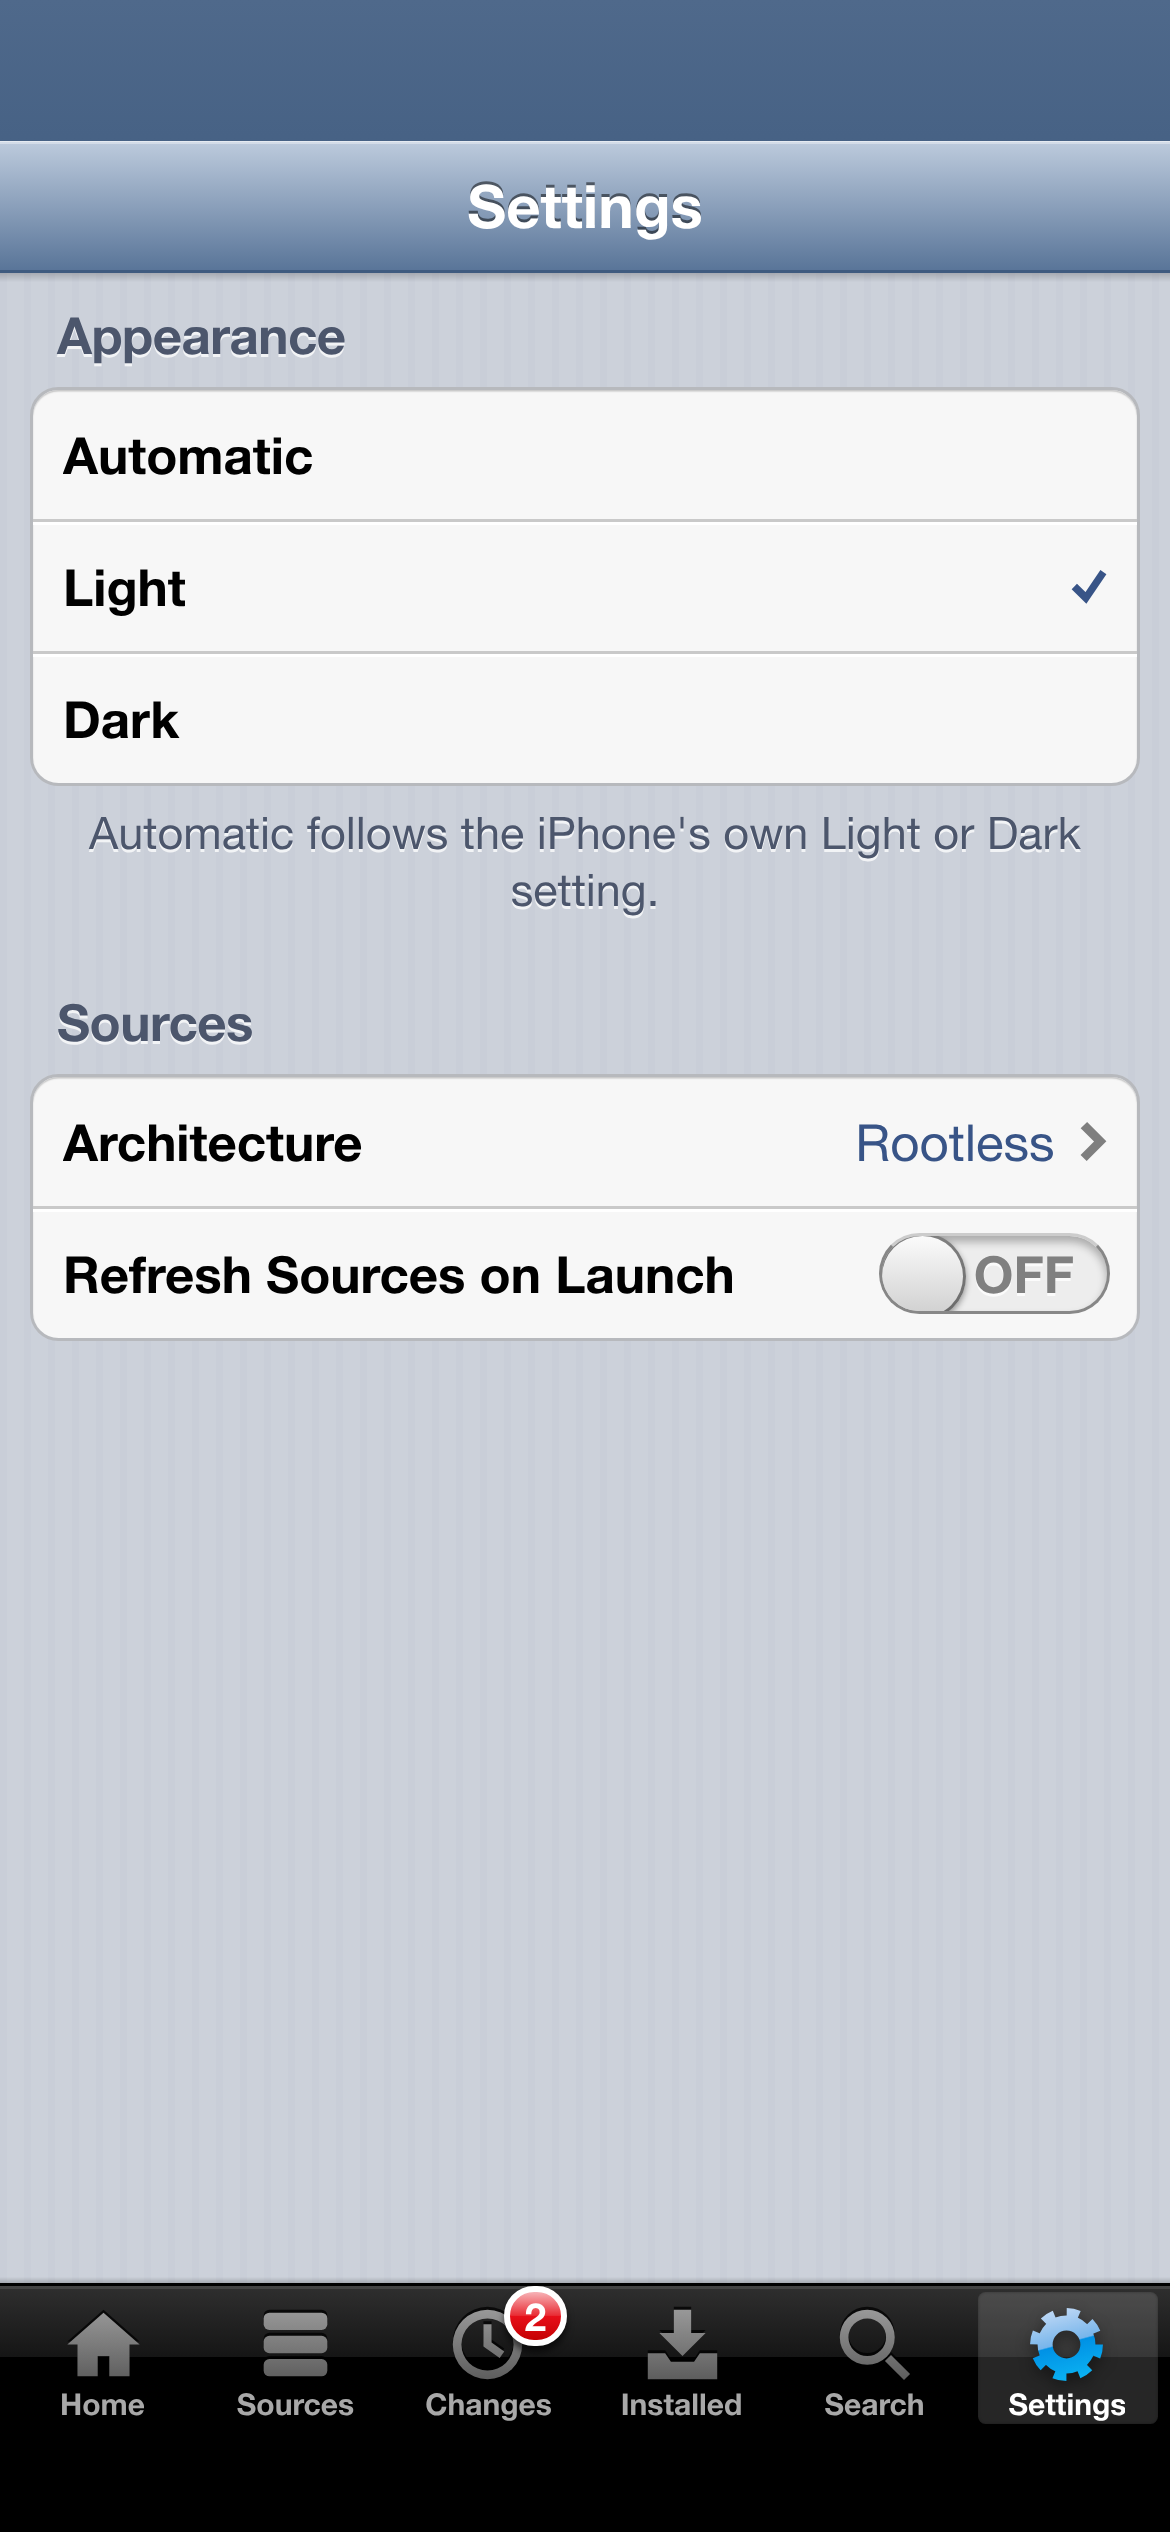 Settings
Appearance
Automatic
Light
Dark
Automatic follows the iPhone's own Light or Dark
setting.
Sources
Architecture Rootless
Refresh Sources on Launch OFF
2
Home Sources Changes Installed Search Settings